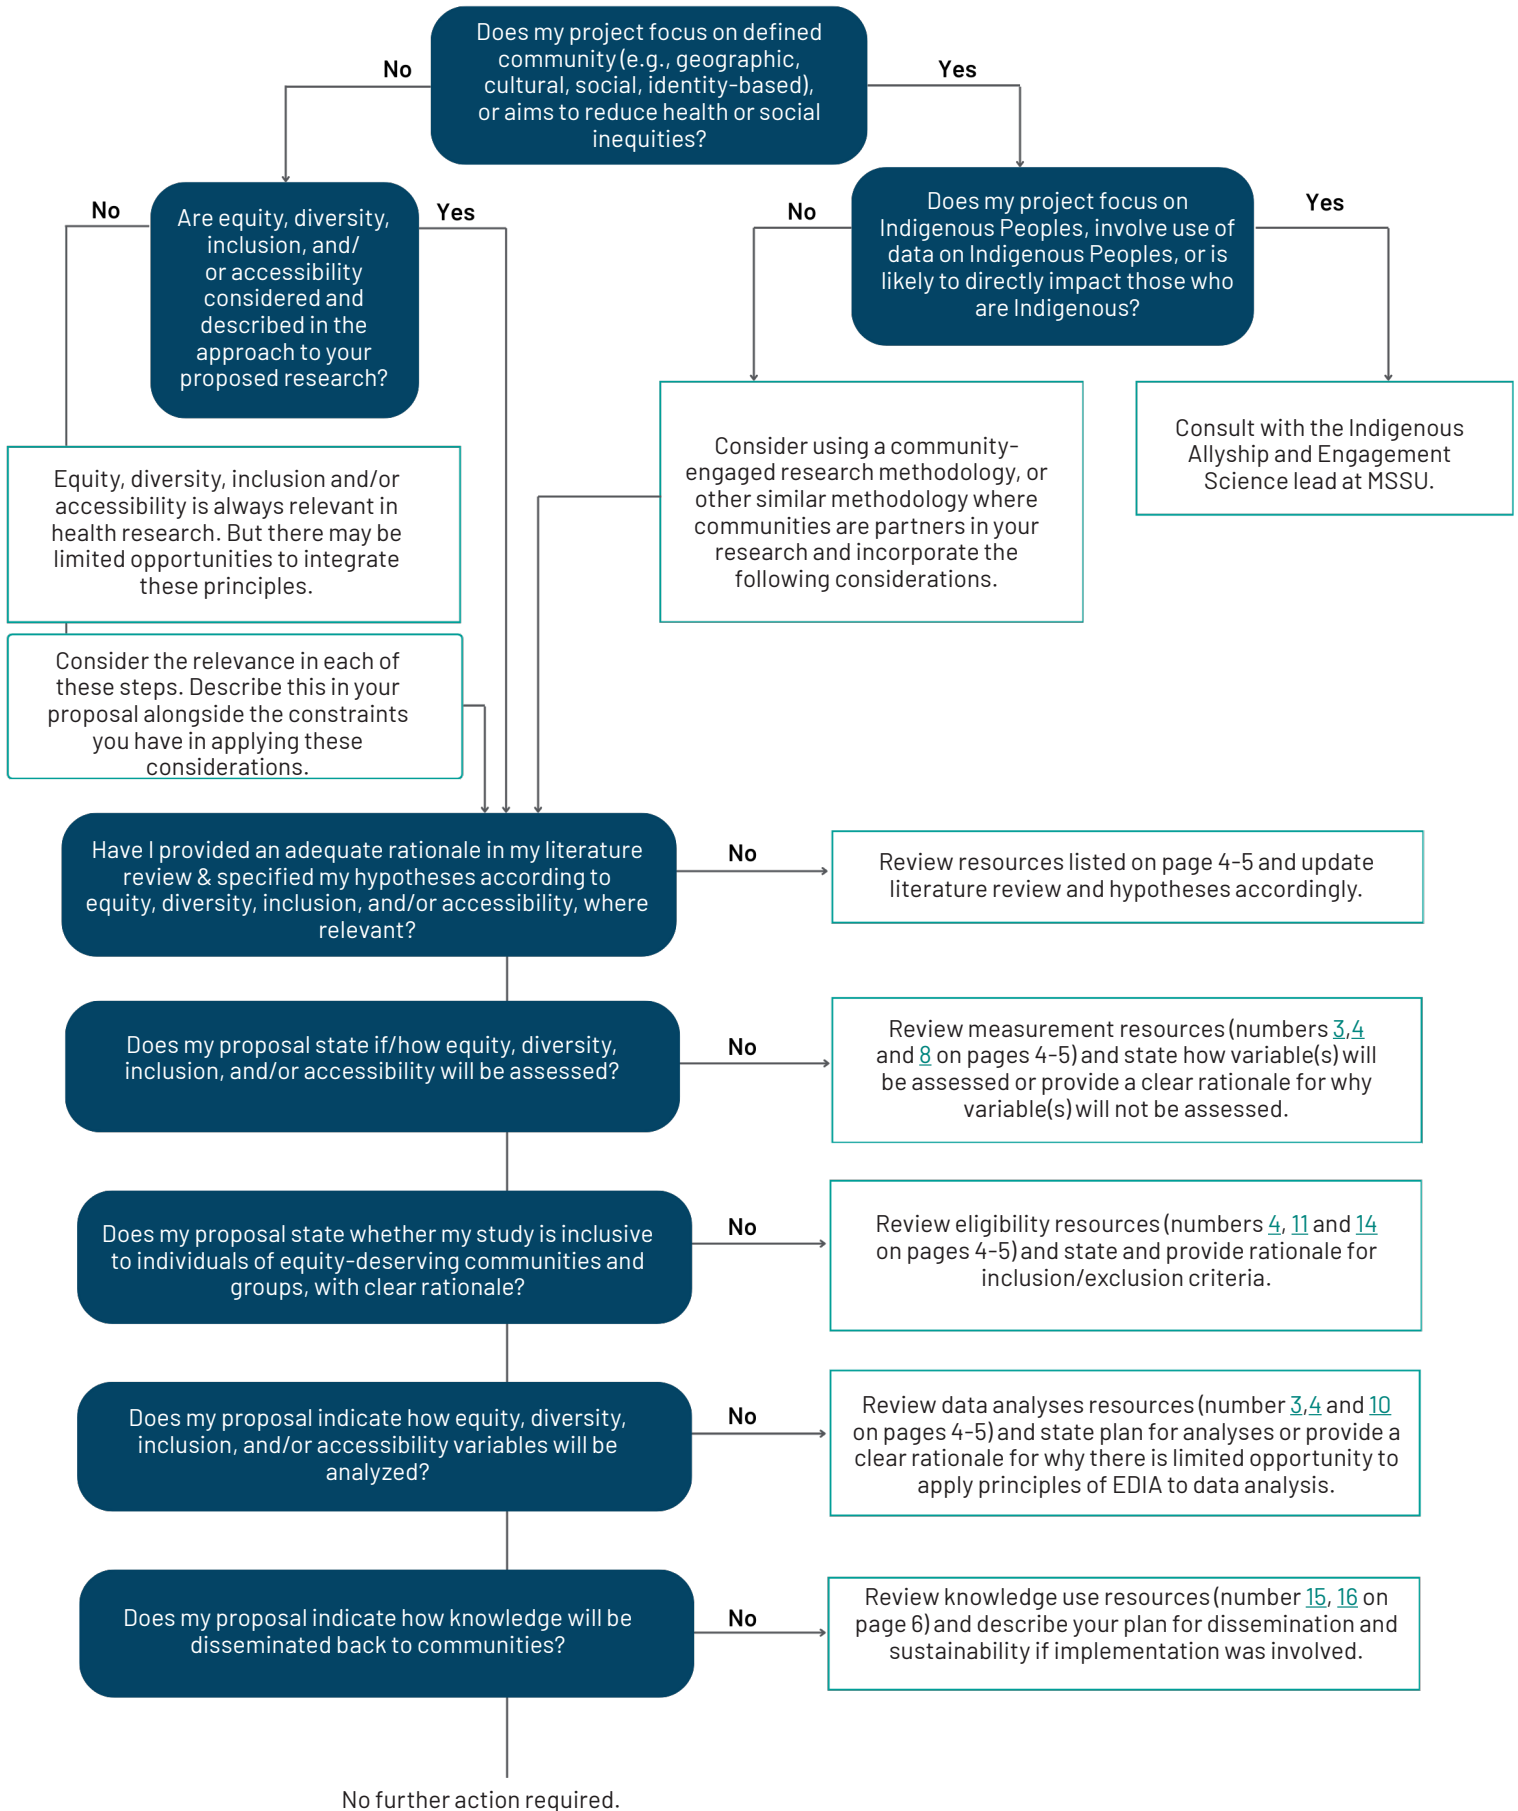 Does my project focus on defined
community (e.g., geographic,
cultural, social, identity-based),
or aims to reduce health or social
inequities?
No
Yes
No
Are equity, diversity,
inclusion, and/
or accessibility
considered and
described in the
approach to your
proposed research?
Yes
No
Does my project focus on
Indigenous Peoples, involve use of
data on Indigenous Peoples, or is
likely to directly impact those who
are Indigenous?
Yes
Equity, diversity, inclusion and/or
accessibility is always relevant in
health research. But there may be
limited opportunities to integrate
these principles.
Consider using a community-
engaged research methodology, or
other similar methodology where
communities are partners in your
research and incorporate the
following considerations.
Consult with the Indigenous
Allyship and Engagement
Science lead at MSSU.
Consider the relevance in each of
these steps. Describe this in your
proposal alongside the constraints
you have in applying these
considerations.
Have I provided an adequate rationale in my literature
review & specified my hypotheses according to
equity, diversity, inclusion, and/or accessibility, where
relevant?
No
Review resources listed on page 4-5 and update
literature review and hypotheses accordingly.
Does my proposal state if/how equity, diversity,
inclusion, and/or accessibility will be assessed?
No
Review measurement resources (numbers 3,4
and 8 on pages 4-5) and state how variable(s) will
be assessed or provide a clear rationale for why
variable(s) will not be assessed.
Does my proposal state whether my study is inclusive
to individuals of equity-deserving communities and
groups, with clear rationale?
No
Review eligibility resources (numbers 4, 11 and 14
on pages 4-5) and state and provide rationale for
inclusion/exclusion criteria.
Does my proposal indicate how equity, diversity,
inclusion, and/or accessibility variables will be
analyzed?
No
Review data analyses resources (number 3,4 and 10
on pages 4-5) and state plan for analyses or provide a
clear rationale for why there is limited opportunity to
apply principles of EDIA to data analysis.
Does my proposal indicate how knowledge will be
disseminated back to communities?
No
Review knowledge use resources (number 15, 16 on
page 6) and describe your plan for dissemination and
sustainability if implementation was involved.
No further action required.